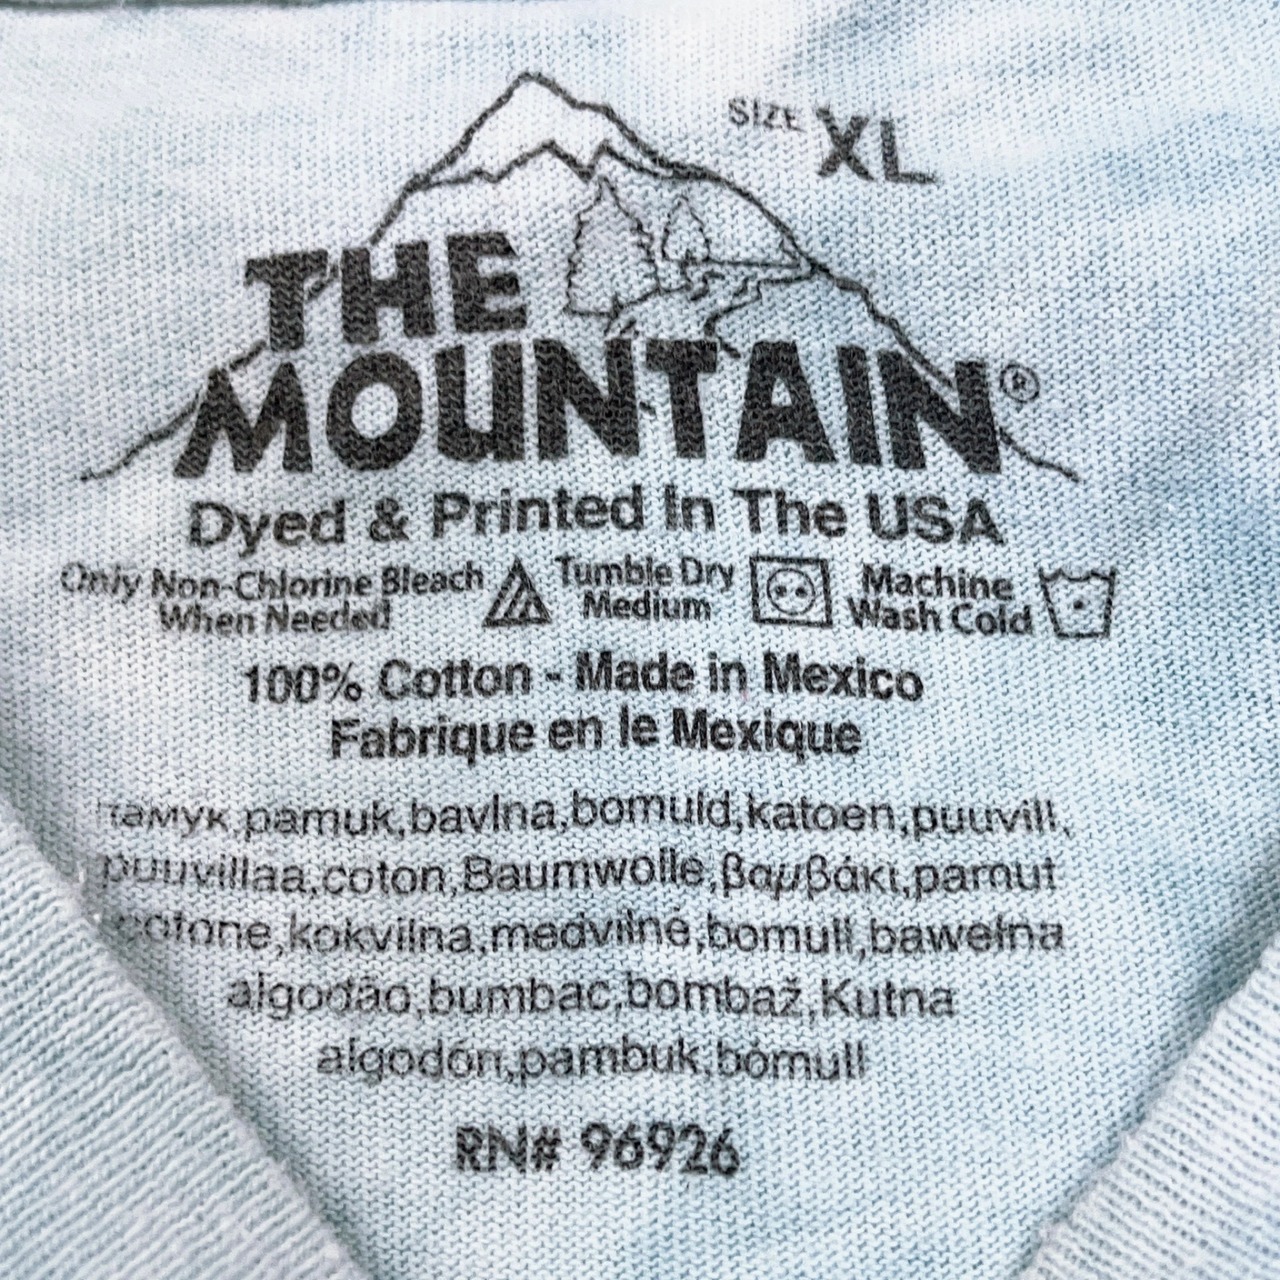 SIZE XL
THE
MOUNTAIN®
Dyed & Printed In The USA
Only Non-Chlorine Bleach
When Needed
Tumble Dry
Medium
Machine
Wash Cold
100% Cotton - Made in Mexico
Fabrique en le Mexique
памук,pamuk,bavlna,bomuld,katoen,puuvill,
puuvillaa,coton,Baumwolle,βαμβάκι,pamut
cotone,kokvilna,medvilnė,bomull,bawełna
algodão,bumbac,bombaž,Kutna
algodón,pambuk,bómull
RN# 96926